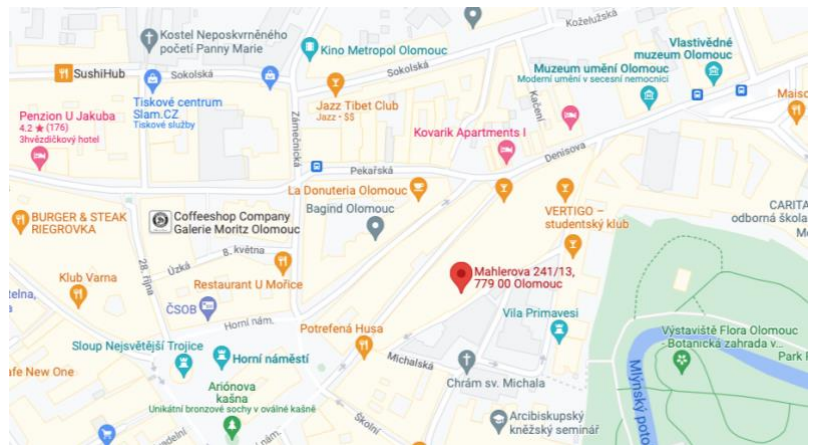 Kostel Neposkvrněného
početí Panny Marie
Kino Metropol Olomouc
Koželužská
Vlastivědné
muzeum Olomouc
SushiHub
Sokolská
Sokolská
Muzeum umění Olomouc
Moderní umění v secesní nemocnici
Tiskové centrum
Slam.CZ
Tiskové služby
Jazz Tibet Club
Jazz • $$
Kačení
Penzion U Jakuba
4.2 ★ (176)
3hvězdičkový hotel
Zámečnická
Kovarik Apartments I
Denisova
Pekařská
La Donuteria Olomouc
BURGER & STEAK
RIEGROVKA
Coffeeshop Company
Galerie Moritz Olomouc
Bagind Olomouc
VERTIGO –
studentský klub
CARITA
odborná škola
8. května
Úzká
28. října
Klub Varna
Restaurant U Mořice
Mahlerova 241/13,
779 00 Olomouc
ČSOB
Horní nám.
Potrefená Husa
Vila Primavesi
Výstaviště Flora Olomouc
- Botanická zahrada v...
Park
Sloup Nejsvětější Trojice
Horní náměstí
Michalská
Chrám sv. Michala
Mlýnský poto
afe New One
Ariónova
kašna
Unikátní bronzové sochy v oválné kašně
Školní
Arcibiskupský
kněžský seminář
nám.